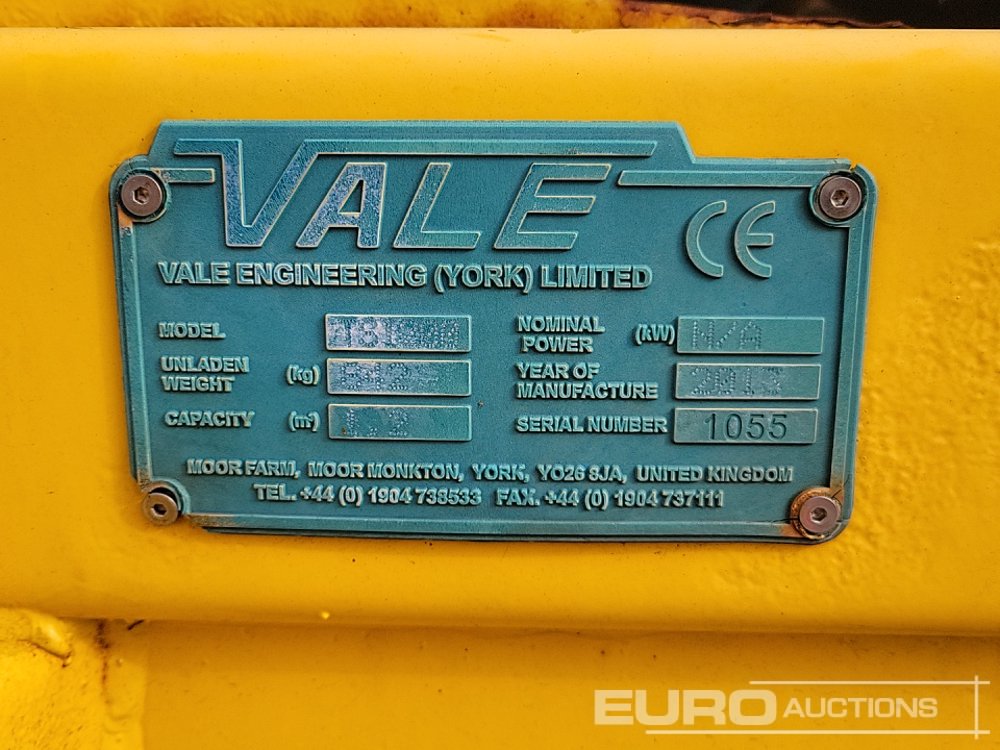 VALE
CE
VALE ENGINEERING (YORK) LIMITED
MODEL
NOMINAL POWER (kW) N/A
UNLADEN WEIGHT (kg)
YEAR OF MANUFACTURE 2013
CAPACITY (m³) 1,3
SERIAL NUMBER 1055
MOOR FARM, MOOR MONKTON, YORK, YO26 8JA, UNITED KINGDOM
TEL. +44 (0) 1904 738533 FAX. +44 (0) 1904 737111
EURO AUCTIONS